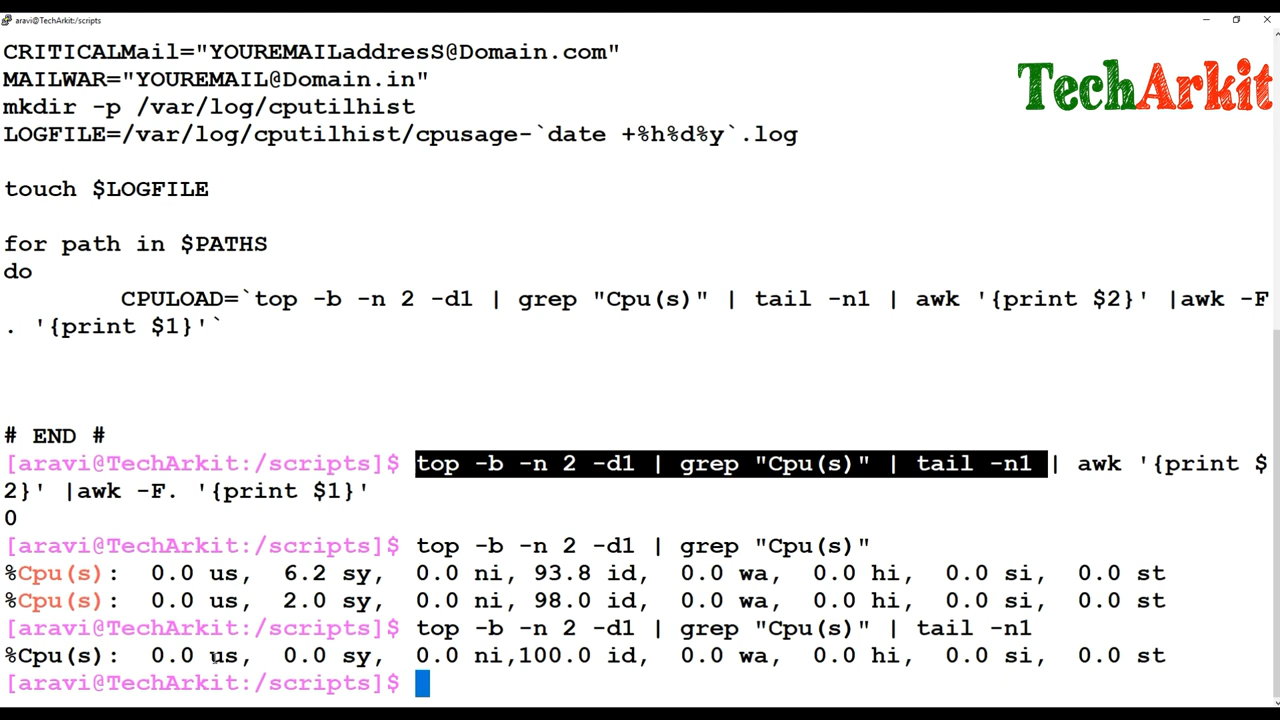 aravi@TechArkit:/scripts
CRITICALMail="YOUREMAILaddresS@Domain.com"
MAILWAR="YOUREMAIL@Domain.in"
TechArkit
mkdir -p /var/log/cputilhist
LOGFILE=/var/log/cputilhist/cpusage-`date +%h%d%y`.log
touch $LOGFILE
for path in $PATHS
do
        CPULOAD=`top -b -n 2 -d1 | grep "Cpu(s)" | tail -n1 | awk '{print $2}' |awk -F
. '{print $1}'`
# END #
[aravi@TechArkit:/scripts]$ top -b -n 2 -d1 | grep "Cpu(s)" | tail -n1 | awk '{print $
2}' |awk -F. '{print $1}'
0
[aravi@TechArkit:/scripts]$ top -b -n 2 -d1 | grep "Cpu(s)"
%Cpu(s):  0.0 us,  6.2 sy,  0.0 ni, 93.8 id,  0.0 wa,  0.0 hi,  0.0 si,  0.0 st
%Cpu(s):  0.0 us,  2.0 sy,  0.0 ni, 98.0 id,  0.0 wa,  0.0 hi,  0.0 si,  0.0 st
[aravi@TechArkit:/scripts]$ top -b -n 2 -d1 | grep "Cpu(s)" | tail -n1
%Cpu(s):  0.0 us,  0.0 sy,  0.0 ni,100.0 id,  0.0 wa,  0.0 hi,  0.0 si,  0.0 st
[aravi@TechArkit:/scripts]$